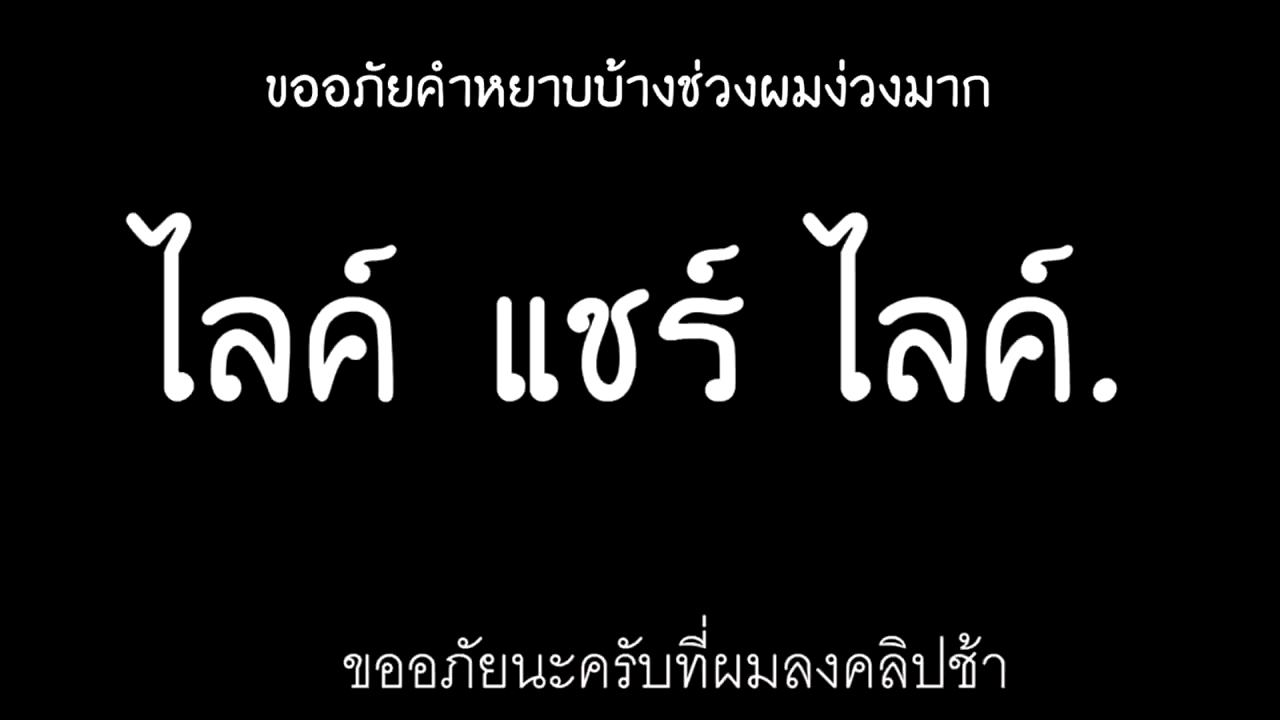 ขออภัยคำหยาบบ้างช่วงผมง่วงมาก
ไลค์ แชร์ ไลค์.
ขออภัยนะครับที่ผมลงคลิปช้า